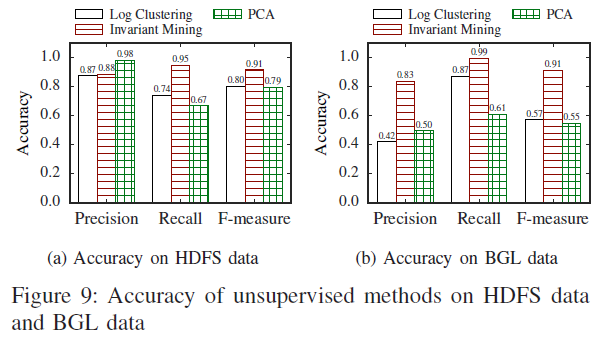 Log Clustering PCA
Invariant Mining
Accuracy
1.0
0.8
0.6
0.4
0.2
0.0
0.87 0.88 0.98
0.74 0.95 0.67
0.80 0.91 0.79
Precision Recall F-measure
(a) Accuracy on HDFS data
Log Clustering PCA
Invariant Mining
Accuracy
1.0
0.8
0.6
0.4
0.2
0.0
0.42 0.83 0.50
0.87 0.99 0.61
0.57 0.91 0.55
Precision Recall F-measure
(b) Accuracy on BGL data
Figure 9: Accuracy of unsupervised methods on HDFS data
and BGL data